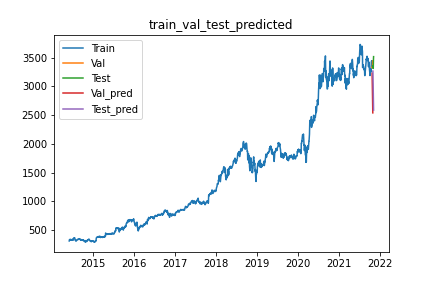 train_val_test_predicted
Train
Val
Test
Val_pred
Test_pred
3500
3000
2500
2000
1500
1000
500
2015 2016 2017 2018 2019 2020 2021 2022